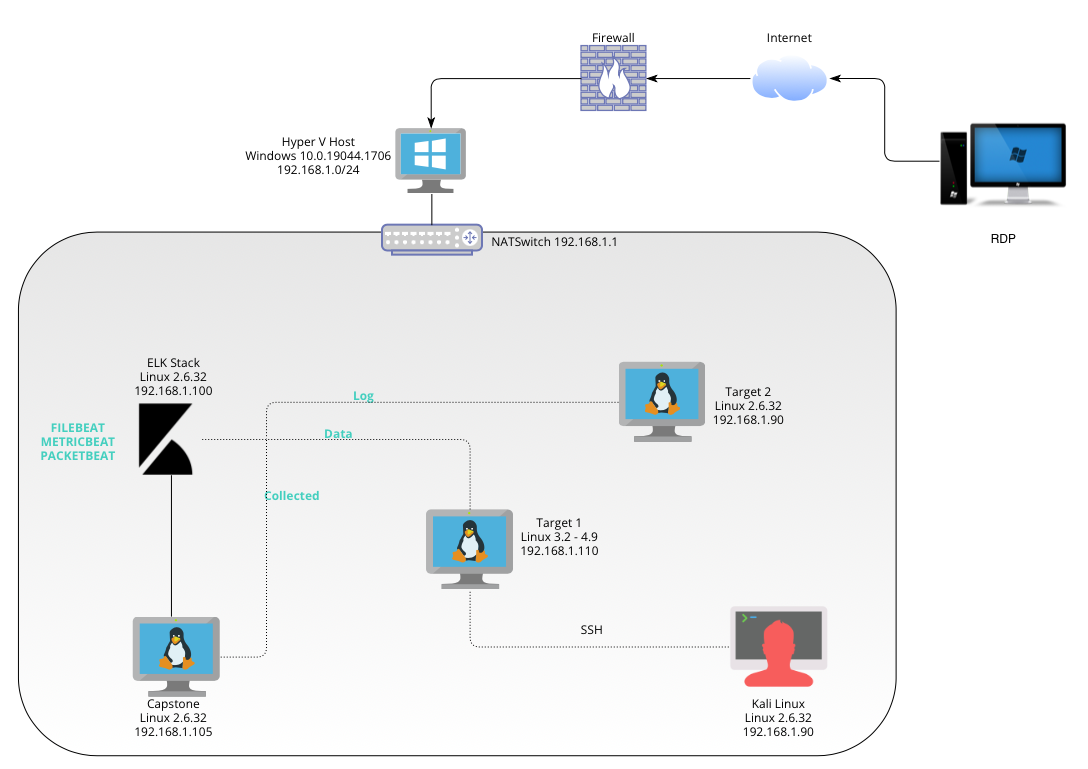 Firewall
Internet
Hyper V Host
Windows 10.0.19044.1706
192.168.1.0/24
RDP
NATSwitch 192.168.1.1
ELK Stack
Linux 2.6.32
192.168.1.100
FILEBEAT
METRICBEAT
PACKETBEAT
Log
Data
Collected
Target 2
Linux 2.6.32
192.168.1.90
Target 1
Linux 3.2 - 4.9
192.168.1.110
SSH
Capstone
Linux 2.6.32
192.168.1.105
Kali Linux
Linux 2.6.32
192.168.1.90